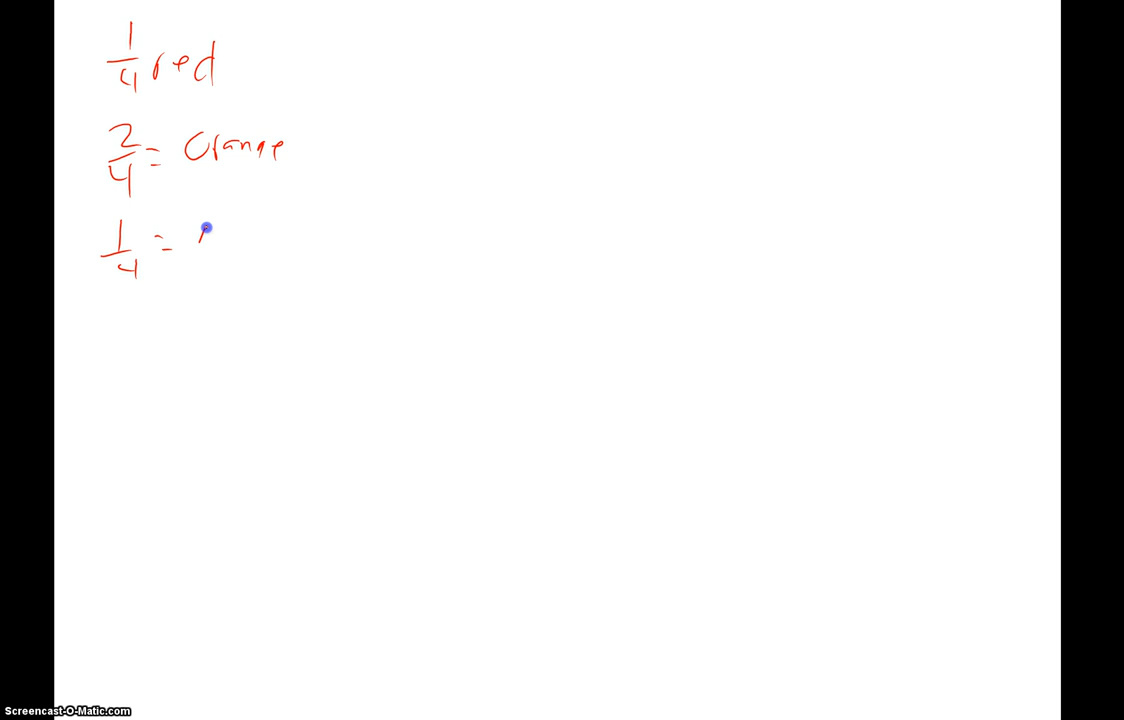 1/4 red
2/4 = Orange
1/4 =
Screencast-O-Matic.com